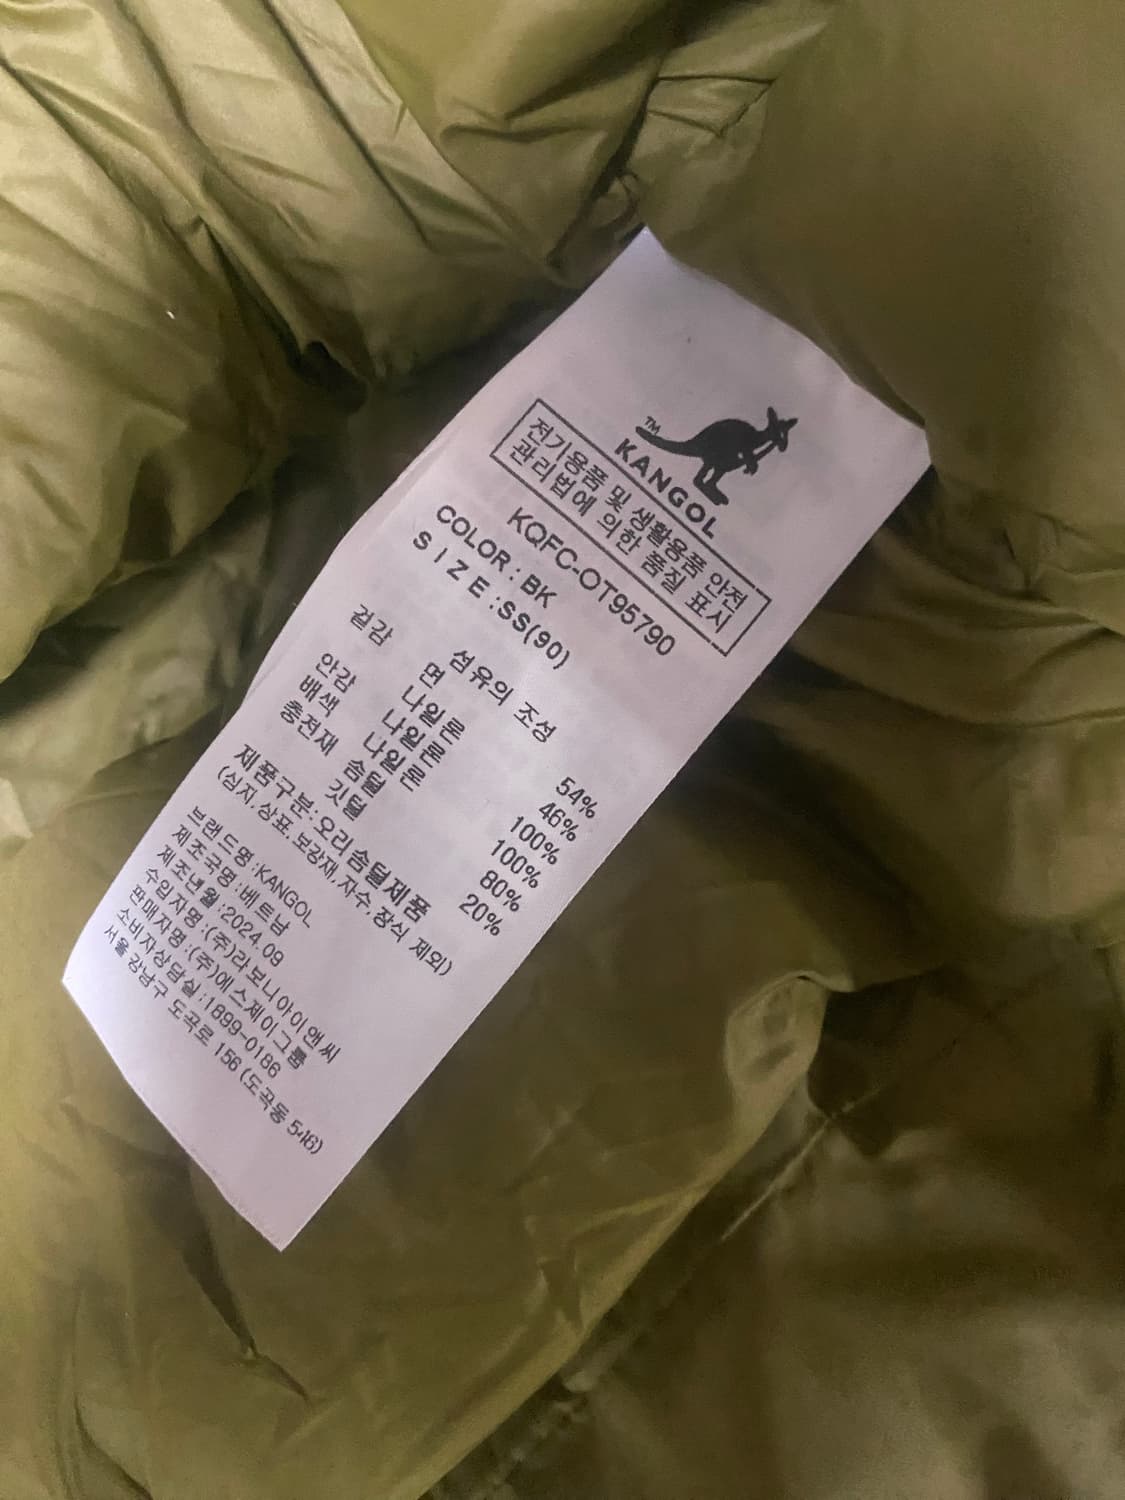 TM
KANGOL
전기용품 및 생활용품 안전
관리법에 의한 품질 표시
KQFC-OT95790
COLOR : BK
SIZE :SS(90)
섬유의 조성
겉감 면 54%
나일론 46%
안감 나일론 100%
배색 나일론 100%
충전재 솜털 80%
깃털 20%
제품구분: 오리솜털제품
(심지, 상표, 보강재, 자수, 장식 제외)
브랜드명 :KANGOL
제조국명 :베트남
제조년월 :2024.09
수입자명 :(주)라보니아이앤씨
판매자명 :(주)에스제이그룹
소비자상담실 :1899-0186
서울 강남구 도곡로 156 (도곡동 546)